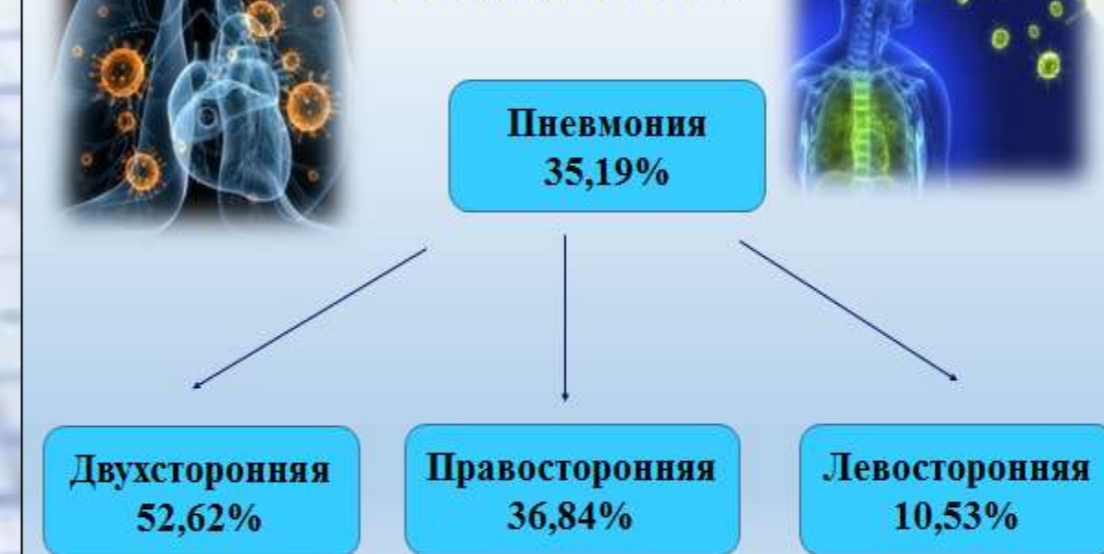 Пневмония
35,19%
Двухсторонняя
52,62%
Правосторонняя
36,84%
Левосторонняя
10,53%